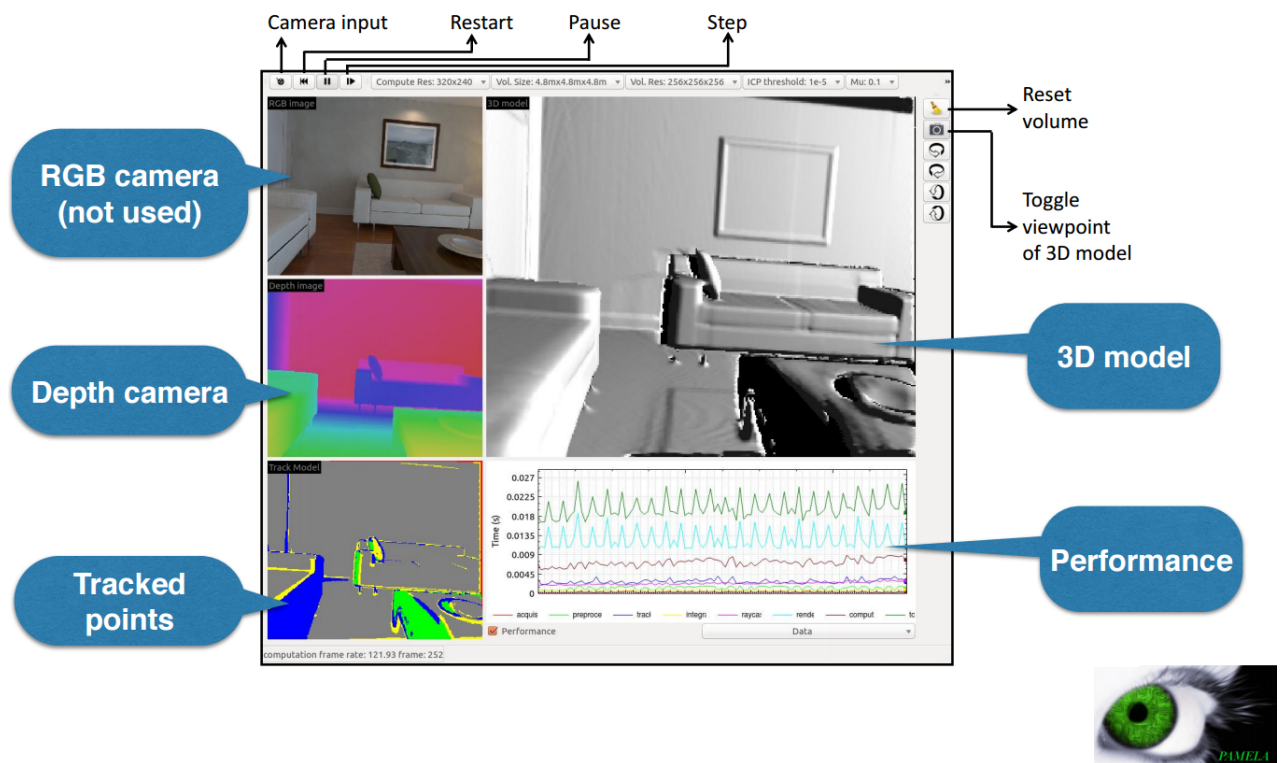 Camera input
Restart
Pause
Step
Compute Res: 320x240
Vol. Size: 4.8mx4.8mx4.8m
Vol. Res: 256x256x256
ICP threshold: 1e-5
Mu: 0.1
RGB image
3D model
Reset
volume
RGB camera
(not used)
Toggle
viewpoint
of 3D model
Depth image
Depth camera
3D model
Track Model
Tracked
points
Time (s)
0.027
0.0225
0.018
0.0135
0.009
0.0045
0
Performance
acquis
preproce
tracl
integra
raycas
rende
comput
to
Performance
Data
computation frame rate: 121.93 frame: 252
PAMELA